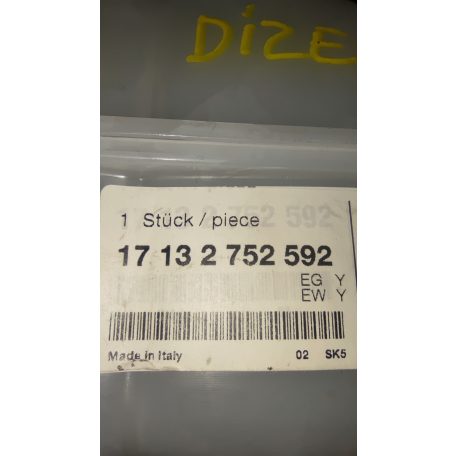 DIZE
1 Stück / piece
17 13 2 752 592
EG Y
EW Y
Made in Italy 02 SK5